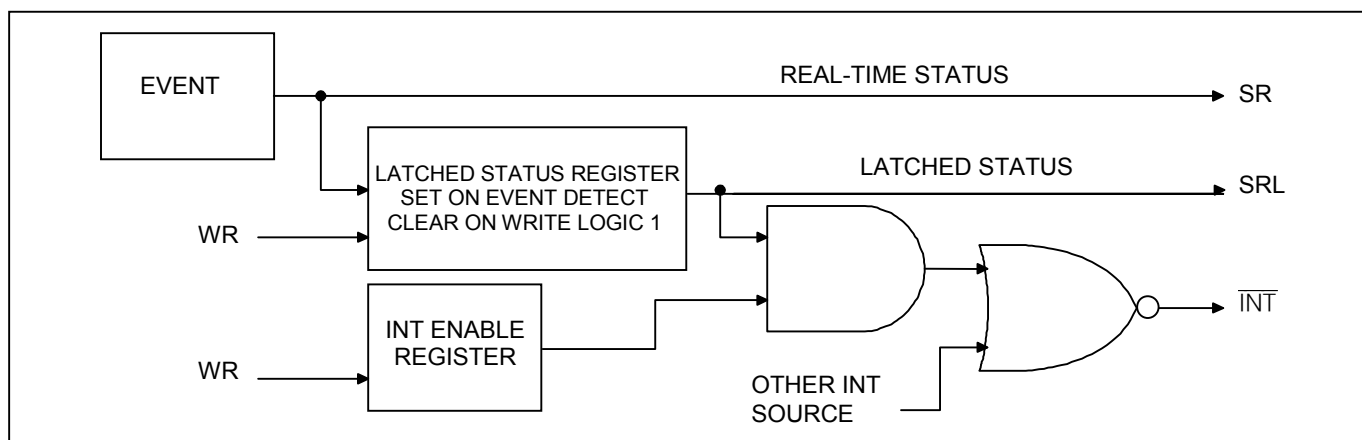 EVENT
REAL-TIME STATUS
SR
LATCHED STATUS REGISTER
SET ON EVENT DETECT
CLEAR ON WRITE LOGIC 1
LATCHED STATUS
SRL
WR
INT ENABLE
REGISTER
WR
OTHER INT
SOURCE
I̅N̅T̅